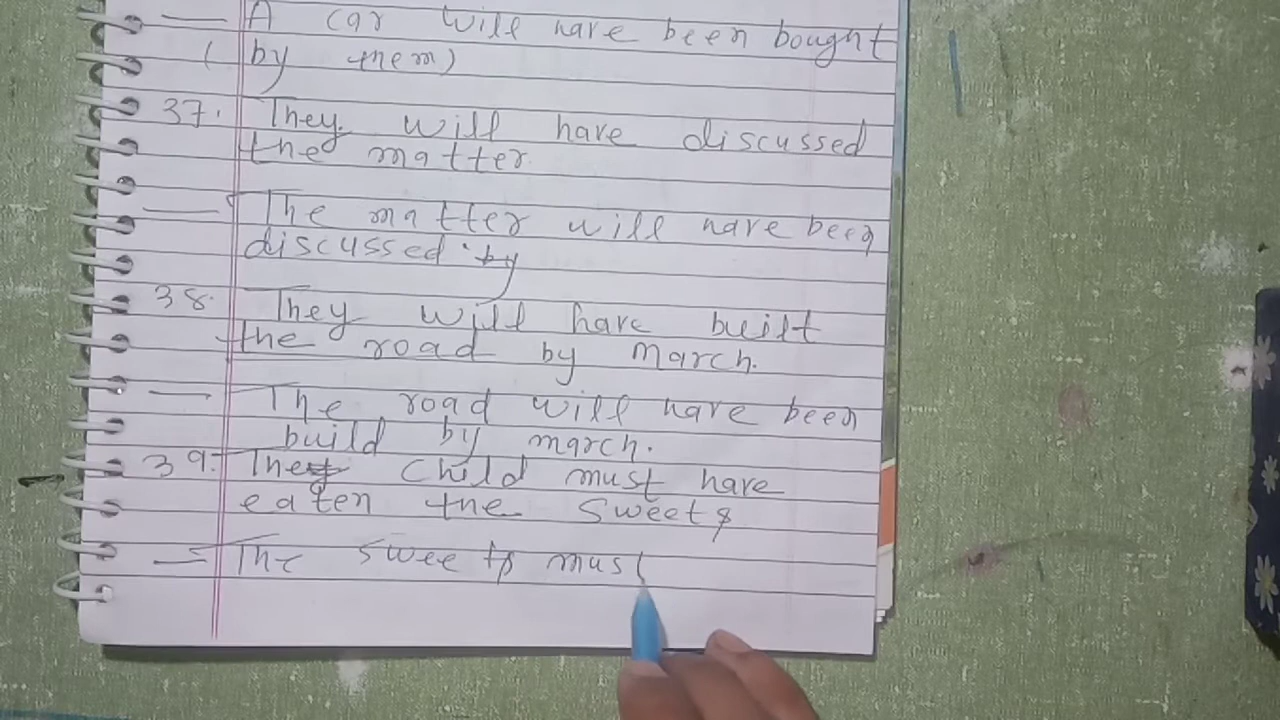 — A car will have been bought
(by them)
37. They will have discussed
the matter.
— The matter will have been
discussed by
38. They will have built
the road by March.
— The road will have been
build by march.
39. They child must have
eaten the sweets
— The sweets must